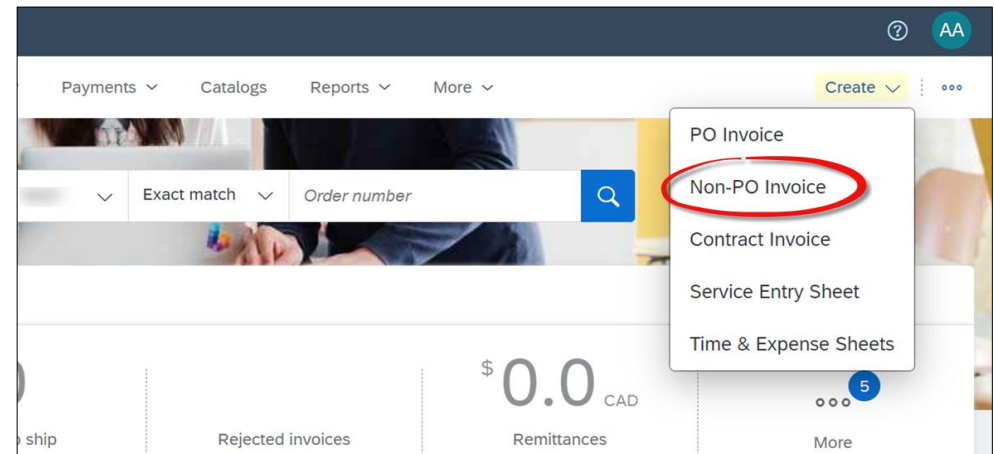 AA
Payments
Catalogs
Reports
More
Create
PO Invoice
Non-PO Invoice
Contract Invoice
Service Entry Sheet
Time & Expense Sheets
Exact match
Order number
$ 0.0 CAD
5
ship
Rejected invoices
Remittances
More